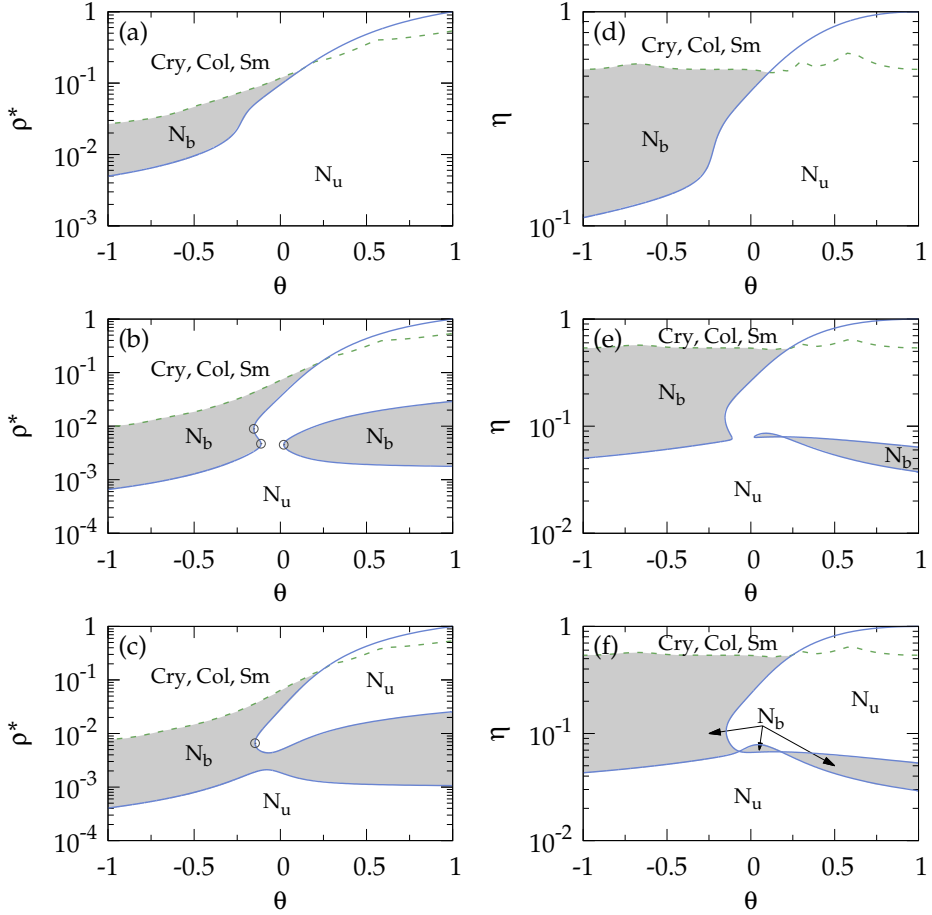 (a)
Cry, Col, Sm
N_b
N_u
ρ*
1
10^-1
10^-2
10^-3
-1 -0.5 0 0.5 1
θ
(d)
Cry, Col, Sm
N_b
N_u
η
1
10^-1
-1 -0.5 0 0.5 1
θ
(b)
Cry, Col, Sm
N_b
N_b
N_u
ρ*
1
10^-1
10^-2
10^-3
10^-4
-1 -0.5 0 0.5 1
θ
(e)
Cry, Col, Sm
N_b
N_b
N_u
η
1
10^-1
10^-2
-1 -0.5 0 0.5 1
θ
(c)
Cry, Col, Sm
N_u
N_b
N_u
ρ*
1
10^-1
10^-2
10^-3
10^-4
-1 -0.5 0 0.5 1
θ
(f)
Cry, Col, Sm
N_b
N_u
N_u
η
1
10^-1
10^-2
-1 -0.5 0 0.5 1
θ